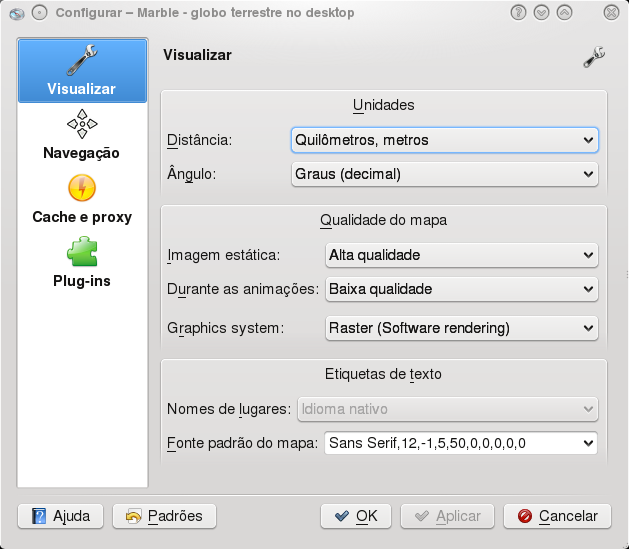 Configurar – Marble - globo terrestre no desktop
Visualizar
Navegação
Cache e proxy
Plug-ins
Visualizar
Unidades
Distância: Quilômetros, metros
Ângulo: Graus (decimal)
Qualidade do mapa
Imagem estática: Alta qualidade
Durante as animações: Baixa qualidade
Graphics system: Raster (Software rendering)
Etiquetas de texto
Nomes de lugares: Idioma nativo
Fonte padrão do mapa: Sans Serif,12,-1,5,50,0,0,0,0,0
Ajuda Padrões OK Aplicar Cancelar